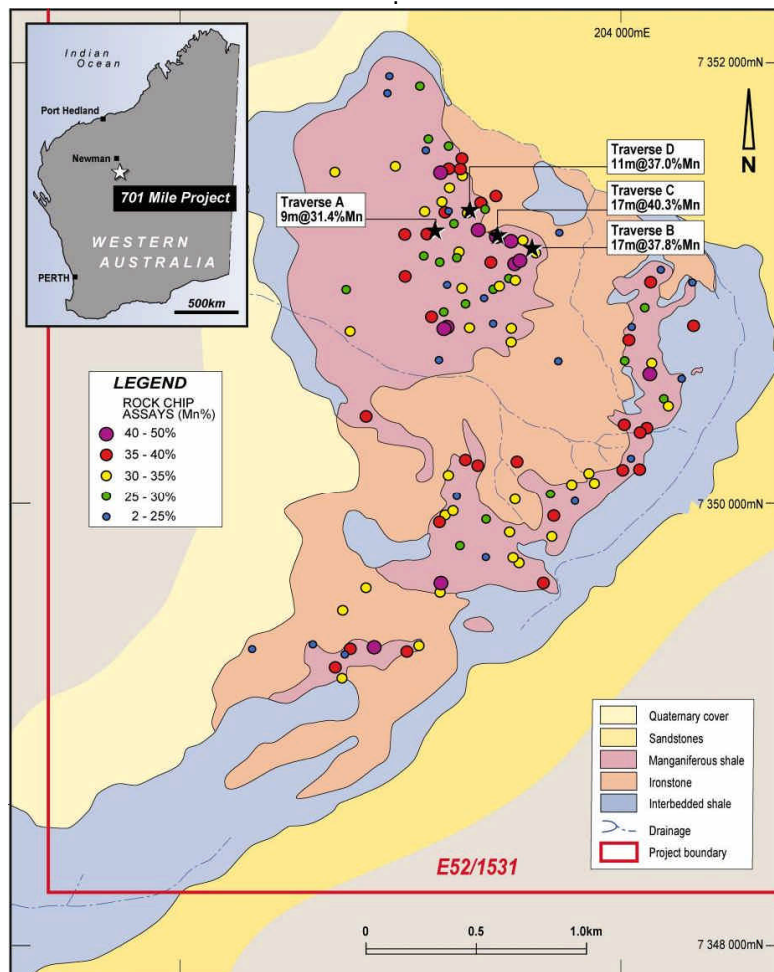 204 000mE
7 352 000mN
Indian
Ocean
Port Hedland
Newman
701 Mile Project
WESTERN
AUSTRALIA
PERTH
500km
Traverse D
11m@37.0%Mn
Traverse A
9m@31.4%Mn
Traverse C
17m@40.3%Mn
Traverse B
17m@37.8%Mn
N
LEGEND
ROCK CHIP
ASSAYS (Mn%)
40 - 50%
35 - 40%
30 - 35%
25 - 30%
2 - 25%
7 350 000mN
Quaternary cover
Sandstones
Manganiferous shale
Ironstone
Interbedded shale
Drainage
Project boundary
E52/1531
0 0.5 1.0km
7 348 000mN